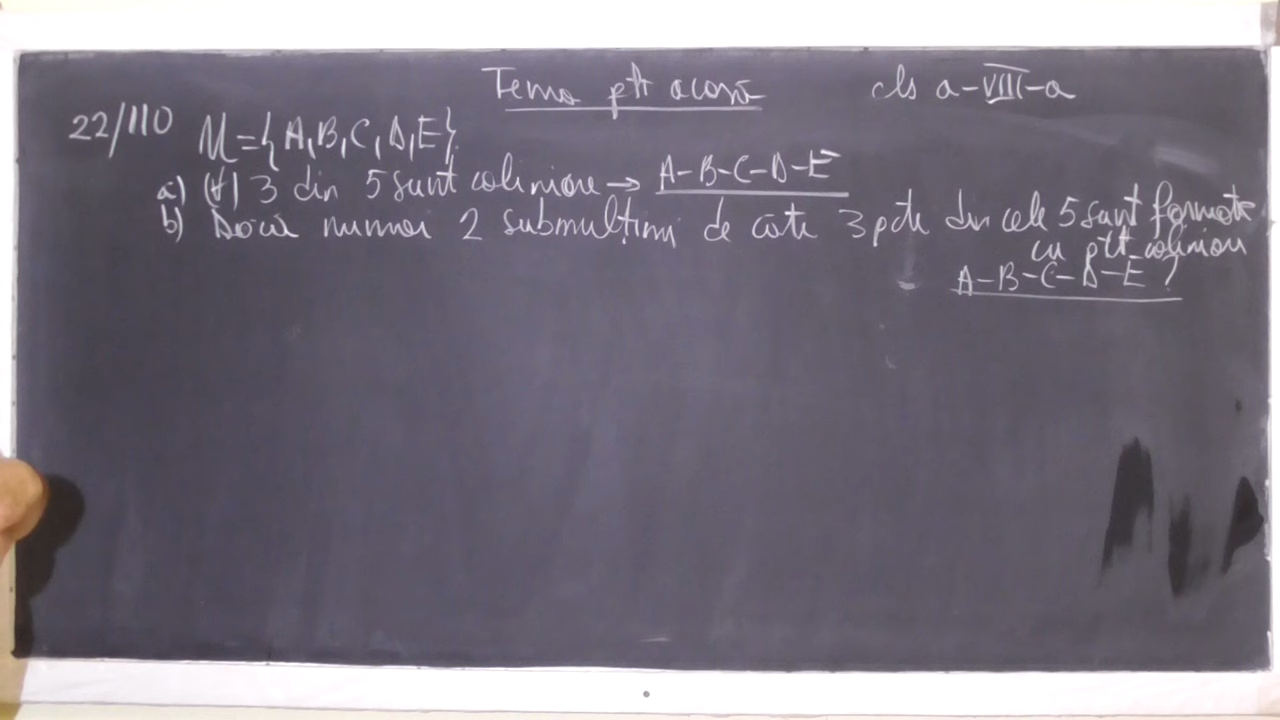 Tema ptr acasă cls a-VIII-a
22/110 M={A,B,C,D,E}
a) (∀) 3 din 5 sunt coliniare → A-B-C-D-E
b) Doar numai 2 submulțimi de câte 3 pcte din cele 5 sunt formate
cu pct coliniare
A-B-C-D-E?